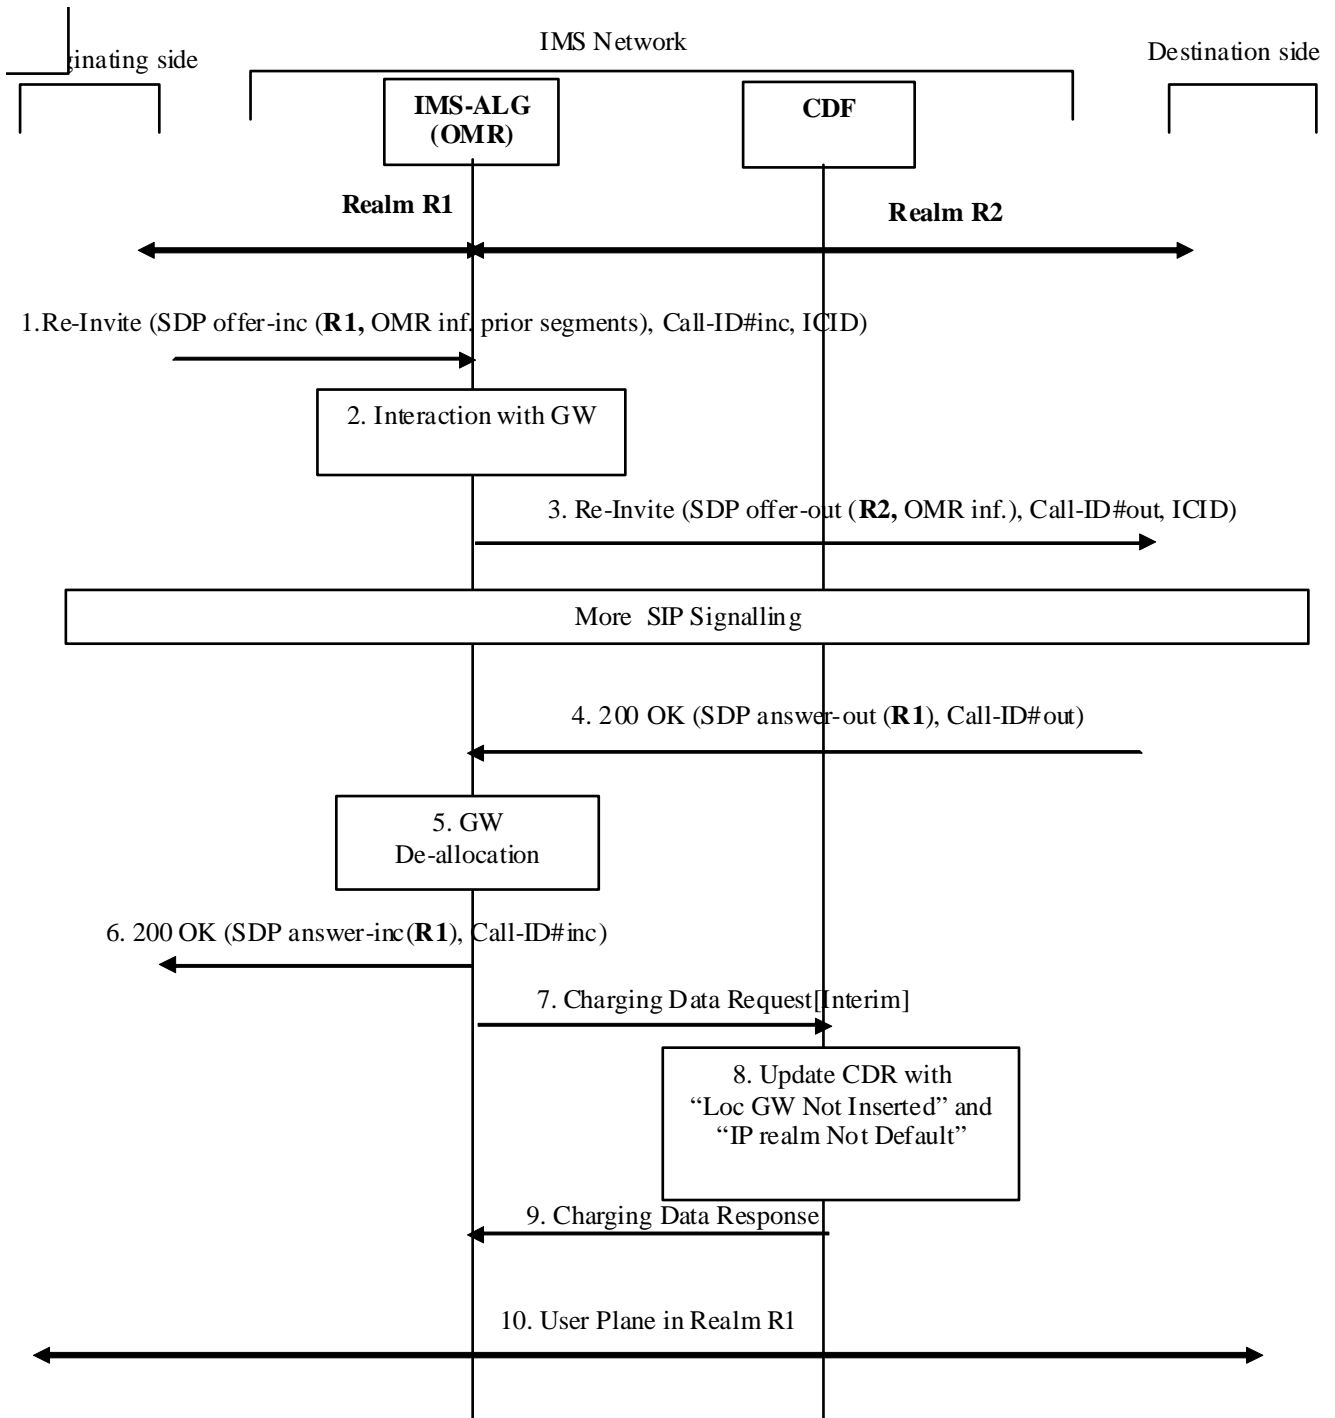 IMS Network
ginating side
Destination side
IMS-ALG
(OMR)
CDF
Realm R1
Realm R2
1.Re-Invite (SDP offer-inc (R1, OMR inf. prior segments), Call-ID#inc, ICID)
2. Interaction with GW
3. Re-Invite (SDP offer-out (R2, OMR inf.), Call-ID#out, ICID)
More SIP Signalling
4. 200 OK (SDP answer-out (R1), Call-ID#out)
5. GW
De-allocation
6. 200 OK (SDP answer-inc(R1), Call-ID#inc)
7. Charging Data Request[Interim]
8. Update CDR with
“Loc GW Not Inserted” and
“IP realm Not Default”
9. Charging Data Response
10. User Plane in Realm R1